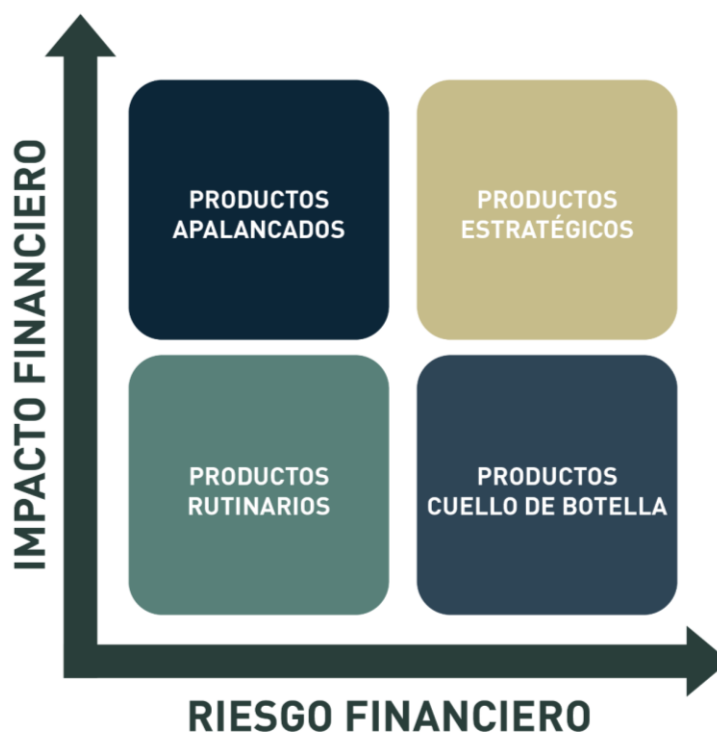 IMPACTO FINANCIERO
PRODUCTOS
APALANCADOS
PRODUCTOS
ESTRATÉGICOS
PRODUCTOS
RUTINARIOS
PRODUCTOS
CUELLO DE BOTELLA
RIESGO FINANCIERO